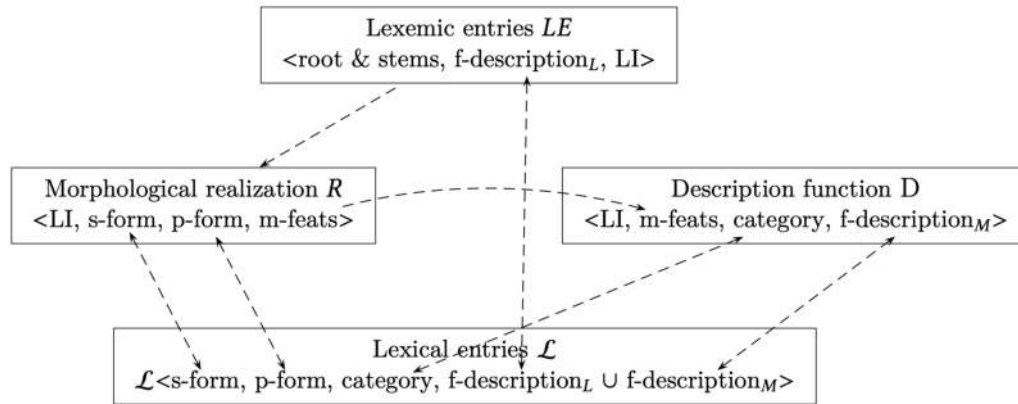 Lexemic entries LE
<root & stems, f-description_L, LI>
Morphological realization R
<LI, s-form, p-form, m-feats>
Description function D
<LI, m-feats, category, f-description_M>
Lexical entries ℒ
ℒ<s-form, p-form, category, f-description_L ∪ f-description_M>